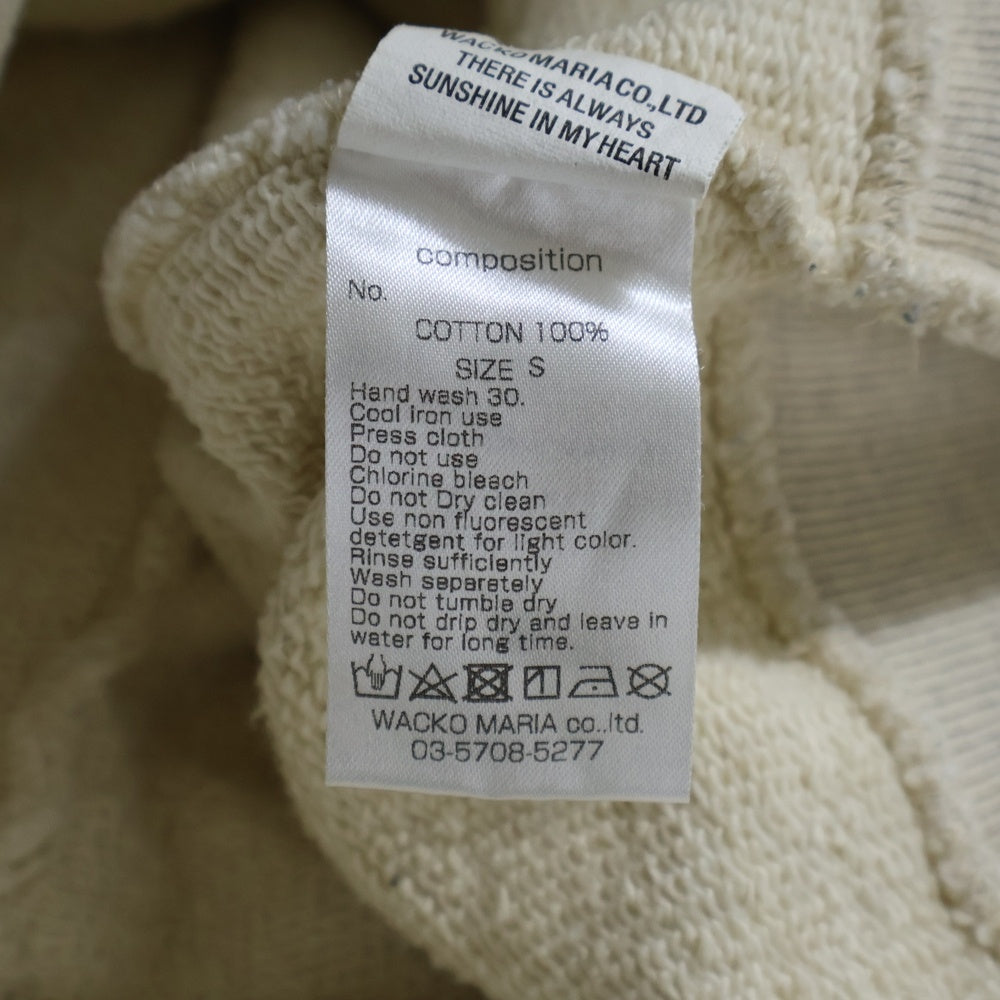 WACKO MARIA CO.,LTD
THERE IS ALWAYS
SUNSHINE IN MY HEART
composition
No.
COTTON 100%
SIZE S
Hand wash 30.
Cool iron use
Press cloth
Do not use
Chlorine bleach
Do not Dry clean
Use non fluorescent
detetgent for light color.
Rinse sufficiently
Wash separately
Do not tumble dry
Do not drip dry and leave in
water for long time.
WACKO MARIA co..ltd.
03-5708-5277